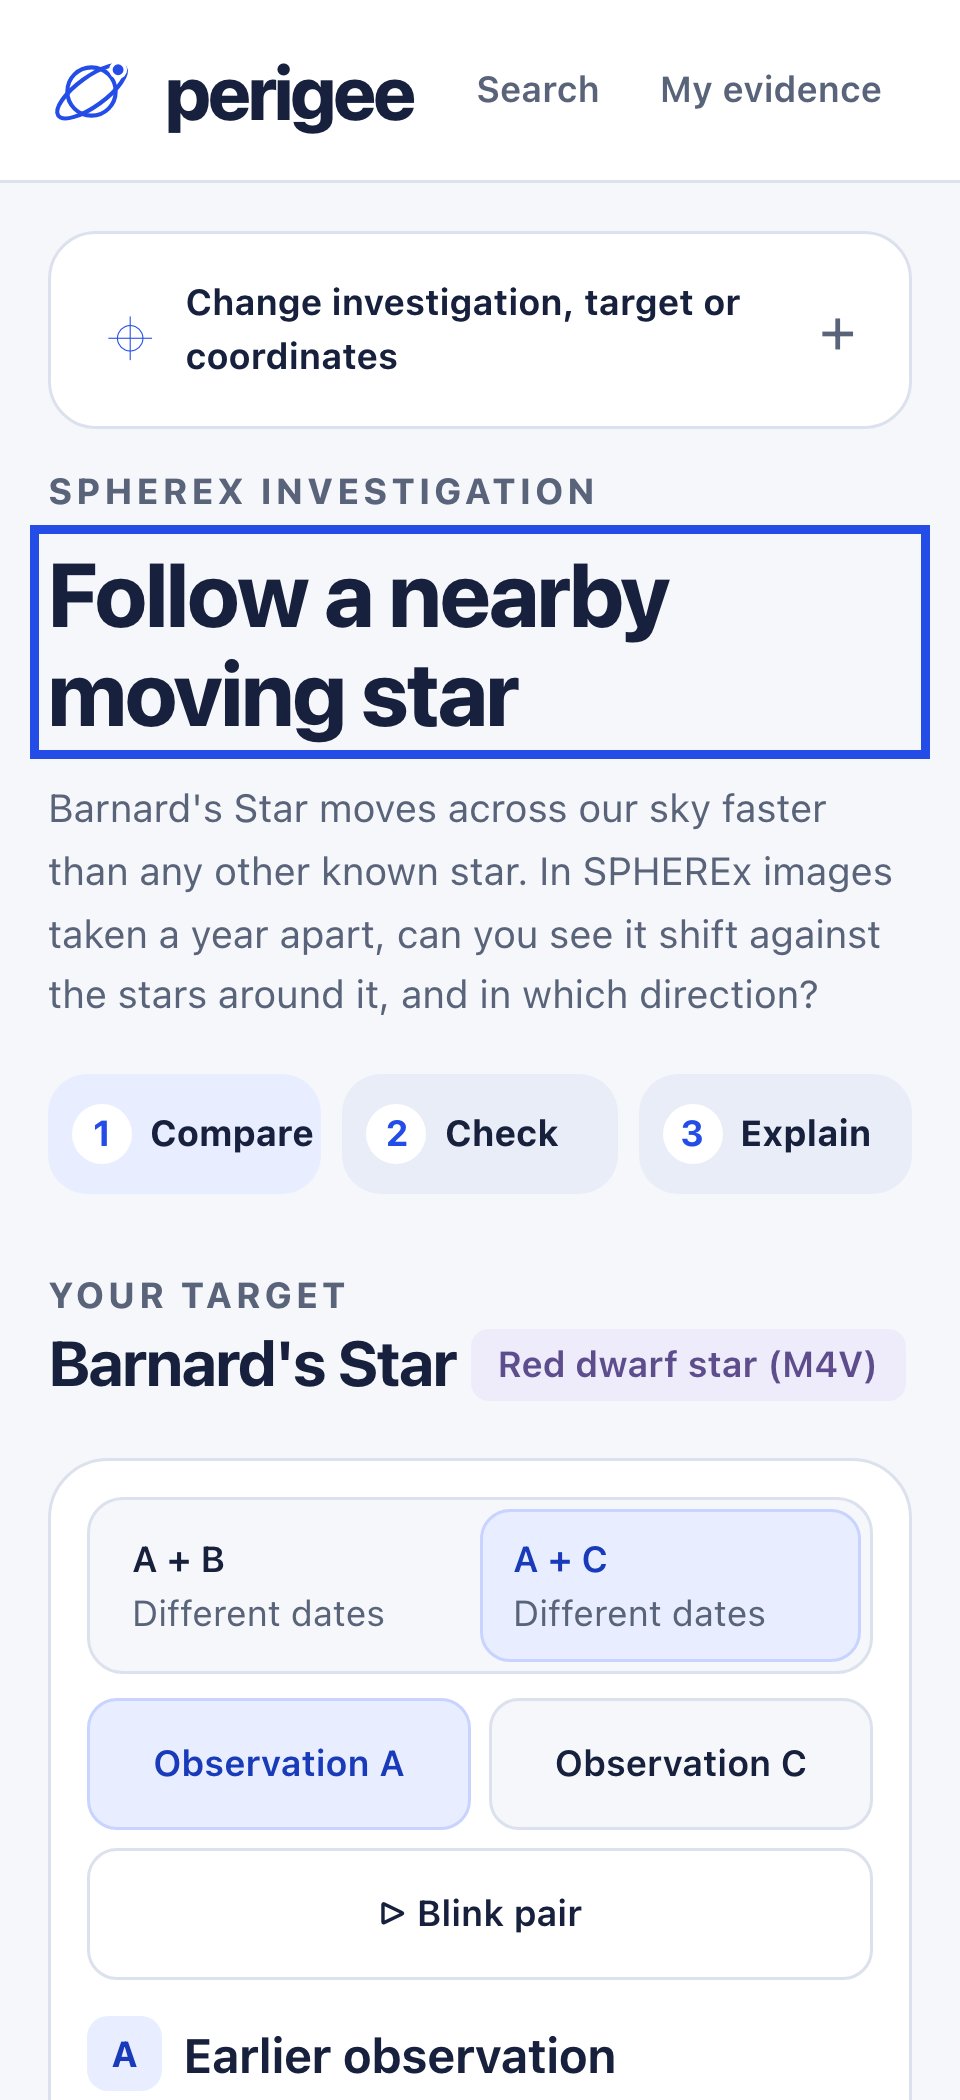 perigee
Search
My evidence
Change investigation, target or
coordinates
+
SPHEREX INVESTIGATION
Follow a nearby
moving star
Barnard's Star moves across our sky faster
than any other known star. In SPHEREx images
taken a year apart, can you see it shift against
the stars around it, and in which direction?
1 Compare
2 Check
3 Explain
YOUR TARGET
Barnard's Star
Red dwarf star (M4V)
A + B
Different dates
A + C
Different dates
Observation A
Observation C
Blink pair
A
Earlier observation